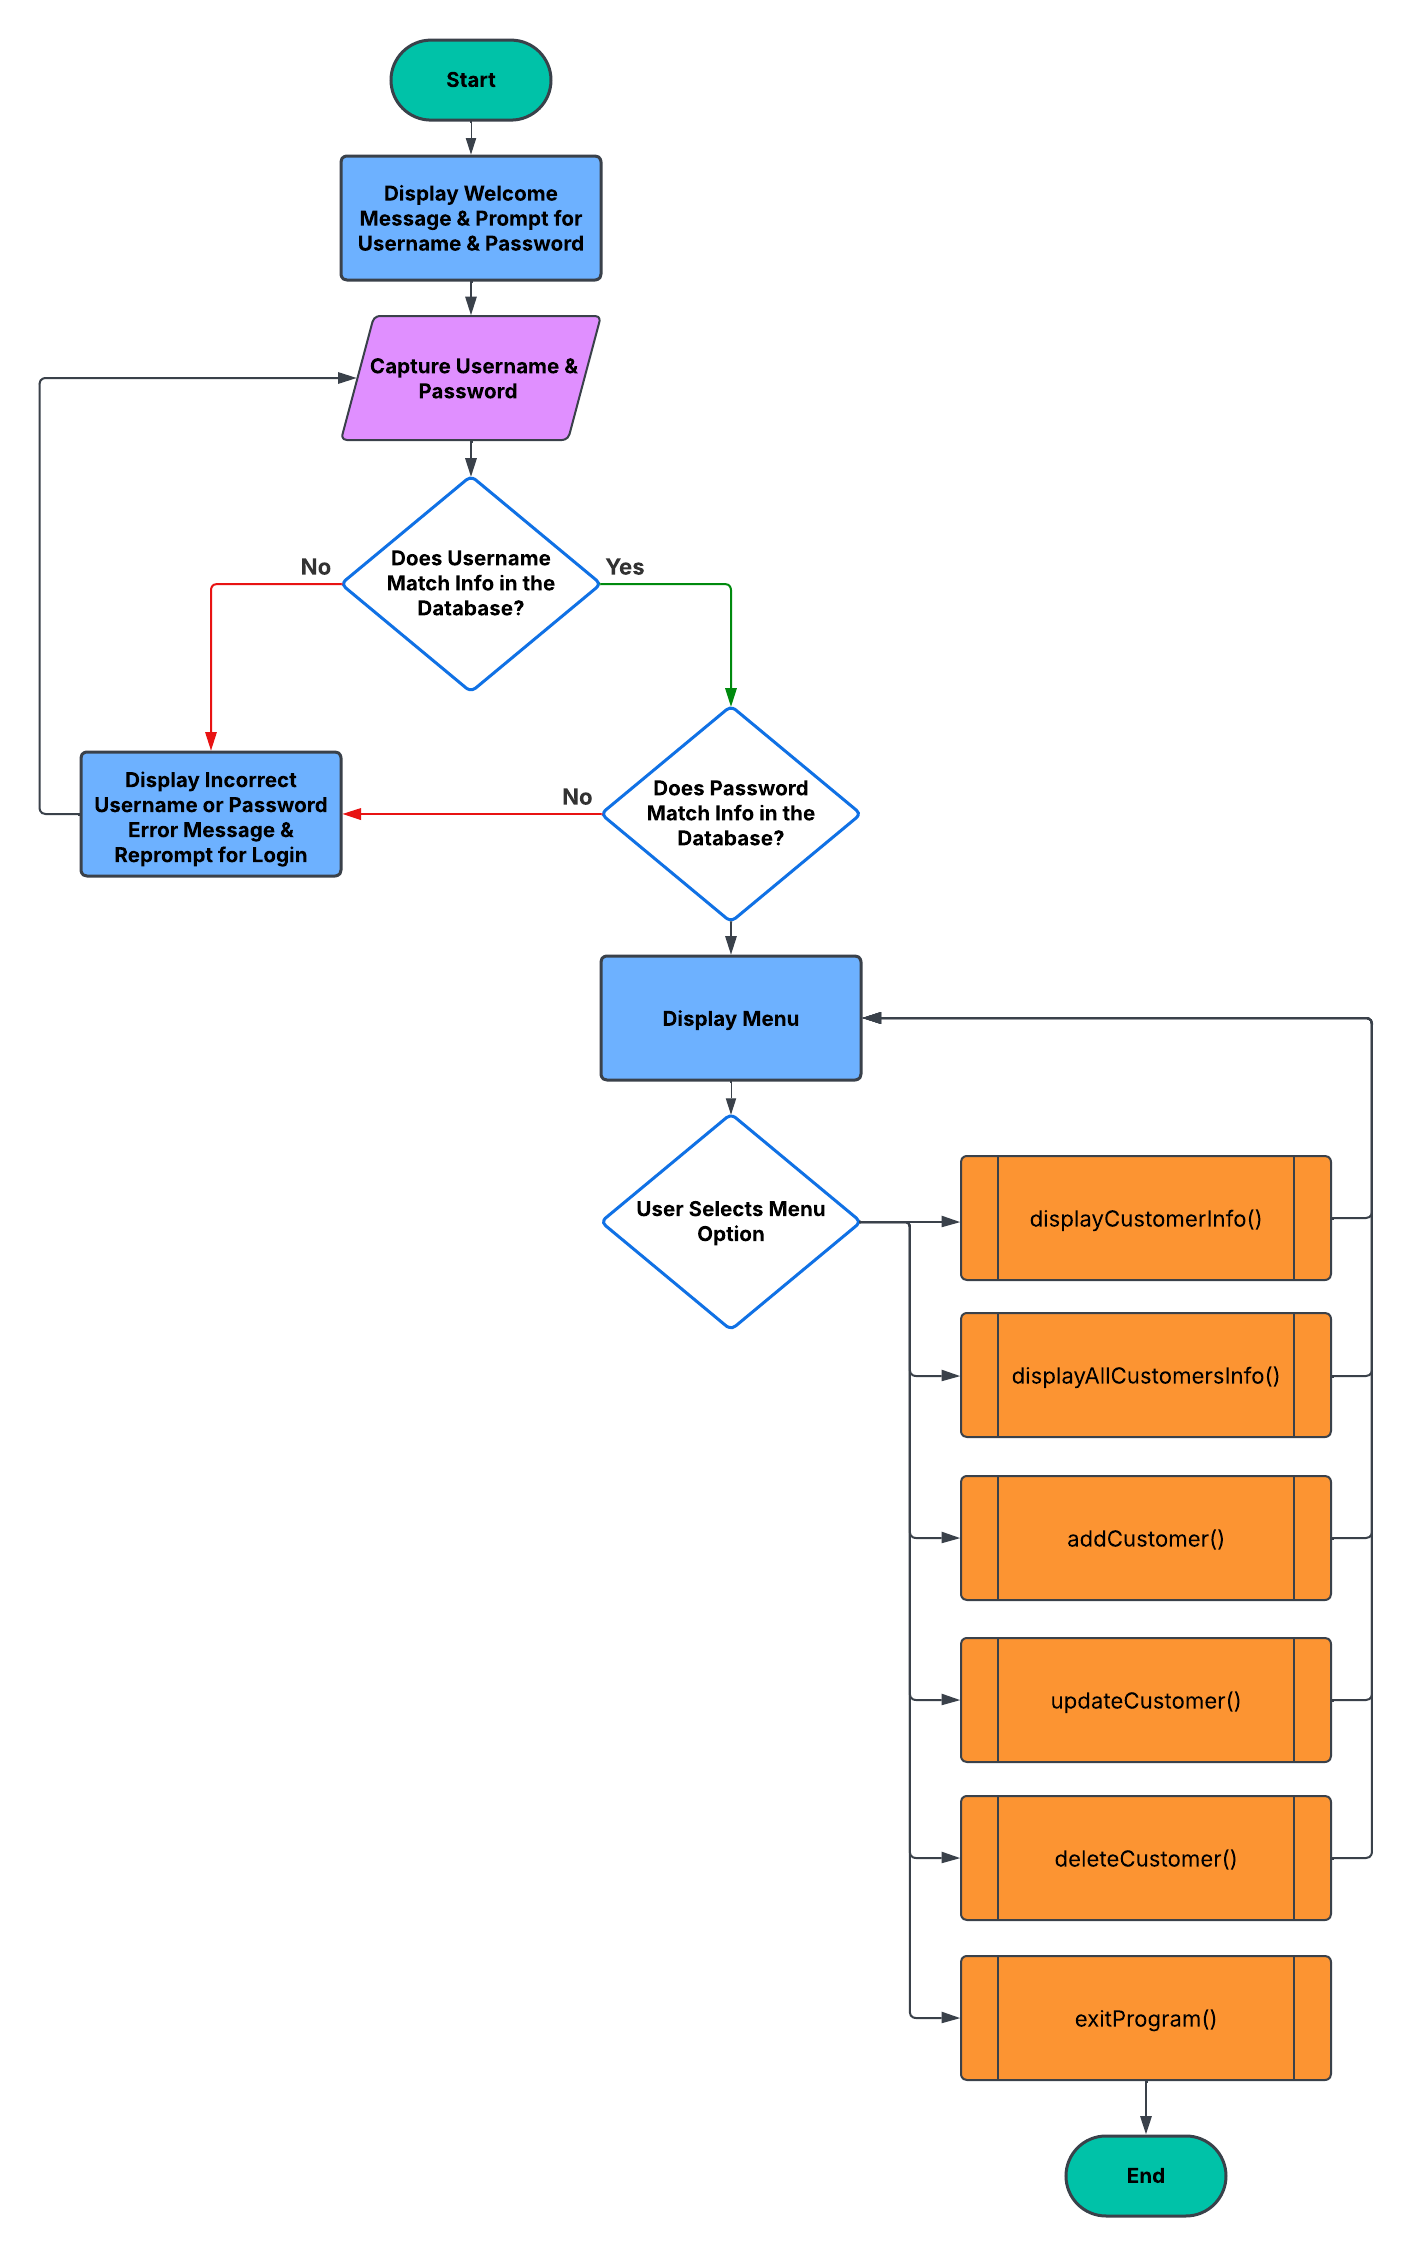 Start
Display Welcome
Message & Prompt for
Username & Password
Capture Username &
Password
Does Username
Match Info in the
Database?
No
Yes
Display Incorrect
Username or Password
Error Message &
Reprompt for Login
No
Does Password
Match Info in the
Database?
Display Menu
User Selects Menu
Option
displayCustomerInfo()
displayAllCustomersInfo()
addCustomer()
updateCustomer()
deleteCustomer()
exitProgram()
End